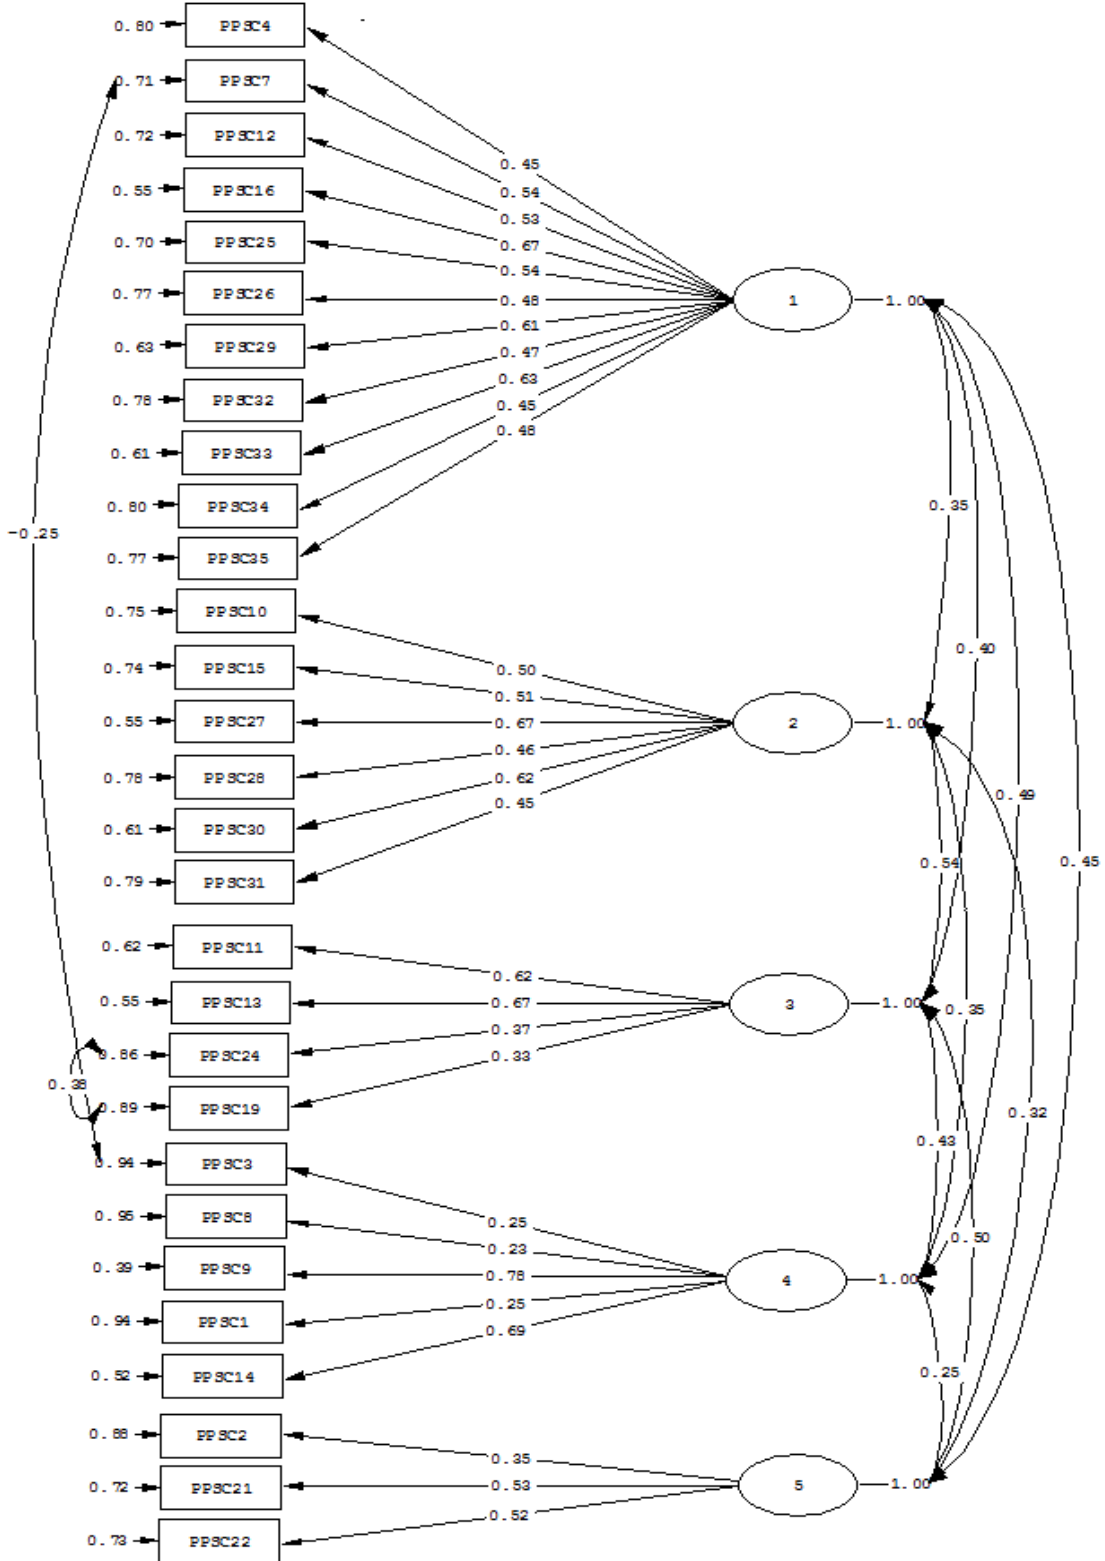 0.80 PPSC4
0.71 PPSC7
0.72 PPSC12
0.45
0.55 PPSC16
0.54
0.53
0.70 PPSC25
0.67
0.54
0.77 PPSC26
0.48 1 1.00
0.61
0.63 PPSC29
0.47
0.63
0.78 PPSC32
0.45
0.48
0.61 PPSC33
0.80 PPSC34
0.35
-0.25
0.77 PPSC35
0.75 PPSC10
0.40
0.74 PPSC15
0.50
0.51
0.55 PPSC27
0.67 2 1.00
0.46
0.78 PPSC28
0.62
0.49
0.45
0.61 PPSC30
0.54
0.45
0.79 PPSC31
0.62 PPSC11
0.62
0.55 PPSC13
0.67 3 1.00
0.35
0.37
0.86 PPSC24
0.33
0.38
0.89 PPSC19
0.32
0.43
0.94 PPSC3
0.95 PPSC8
0.25
0.50
0.23
0.39 PPSC9
0.78 4 1.00
0.25
0.94 PPSC1
0.69
0.52 PPSC14
0.25
0.88 PPSC2
0.35
0.72 PPSC21
0.53 5 1.00
0.52
0.73 PPSC22